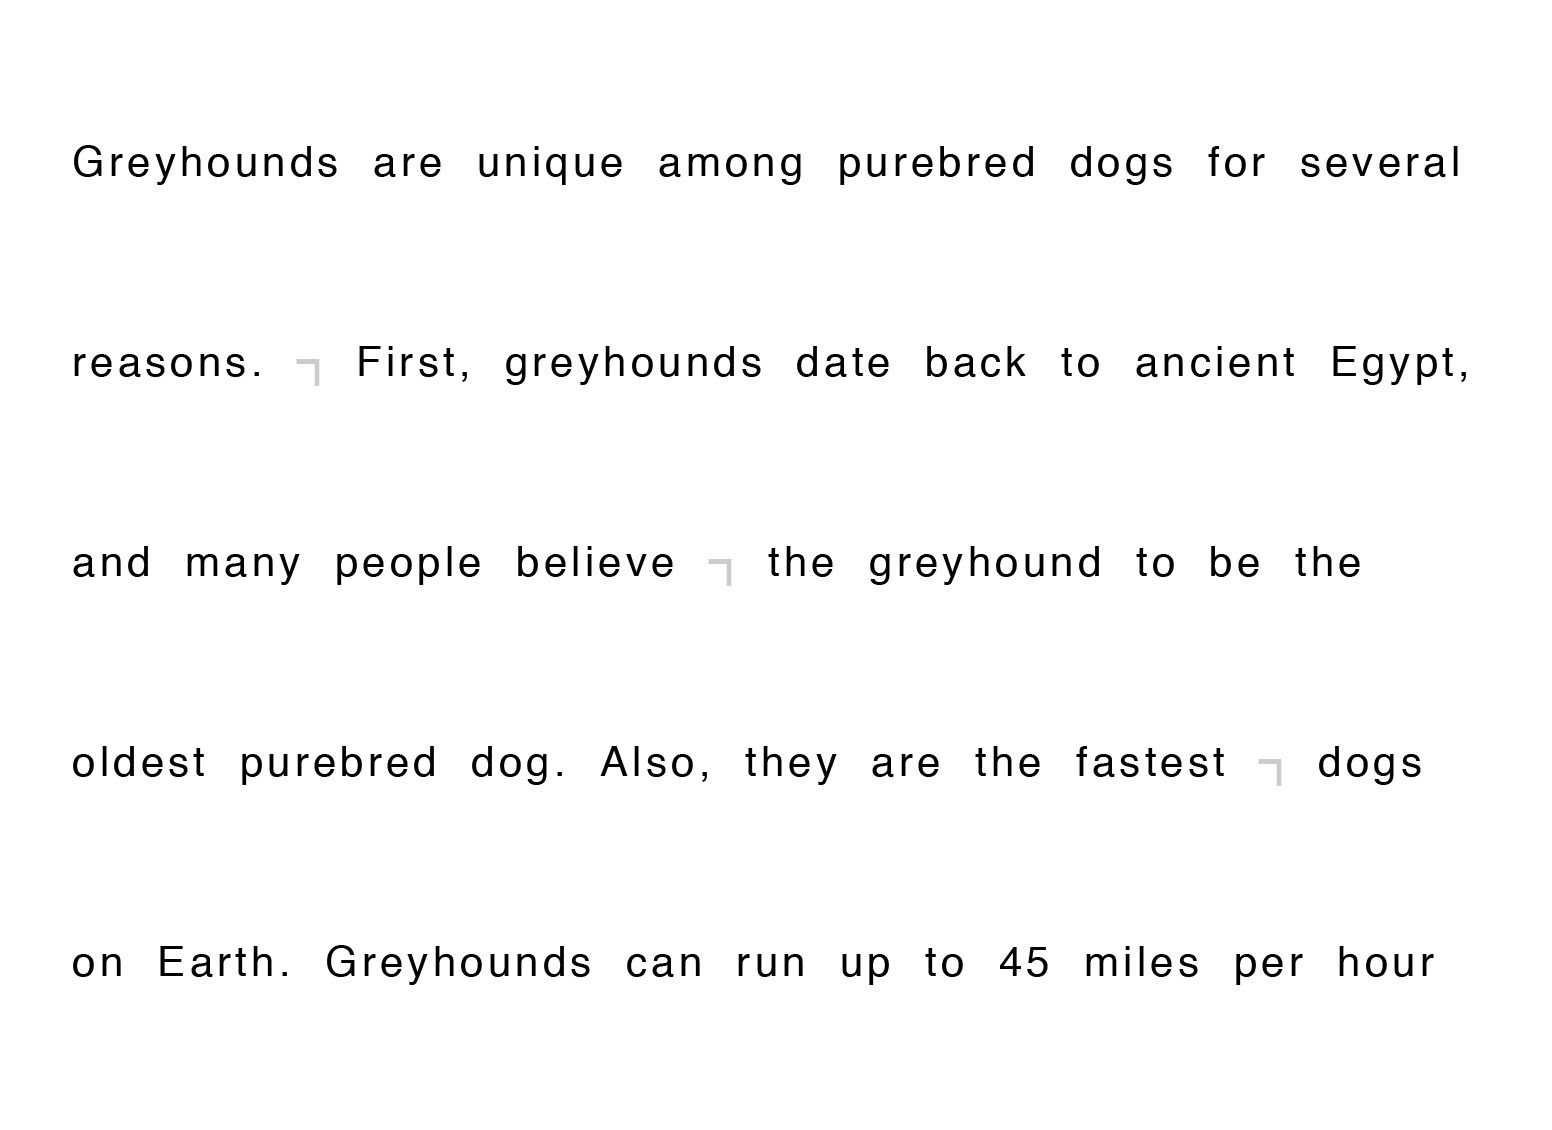 Greyhounds are unique among purebred dogs for several
reasons. ¬ First, greyhounds date back to ancient Egypt,
and many people believe ¬ the greyhound to be the
oldest purebred dog. Also, they are the fastest ¬ dogs
on Earth. Greyhounds can run up to 45 miles per hour